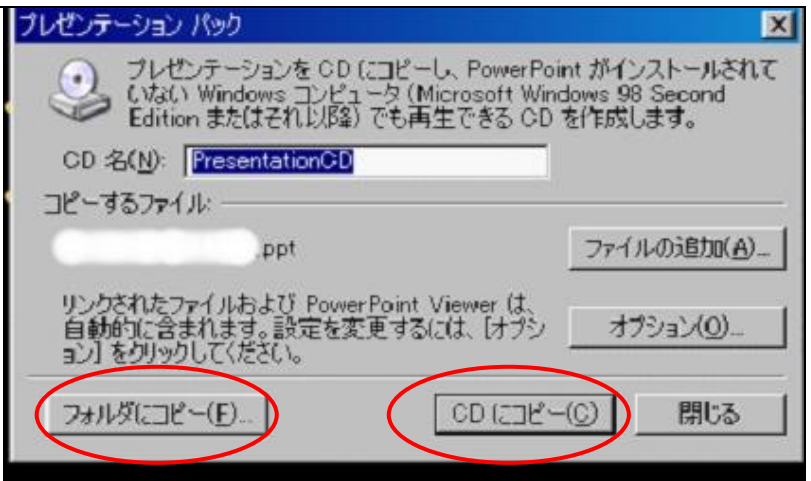 プレゼンテーション パック
プレゼンテーションを CD にコピーし、PowerPoint がインストールされて
いない Windows コンピュータ (Microsoft Windows 98 Second
Edition またはそれ以降) でも再生できる CD を作成します。
CD 名(N): PresentationCD
コピーするファイル:
.ppt
ファイルの追加(A)...
リンクされたファイルおよび PowerPoint Viewer は、
自動的に含まれます。設定を変更するには、[オプシ
ョン] をクリックしてください。
オプション(O)...
フォルダにコピー(F)...
CD にコピー(C)
閉じる